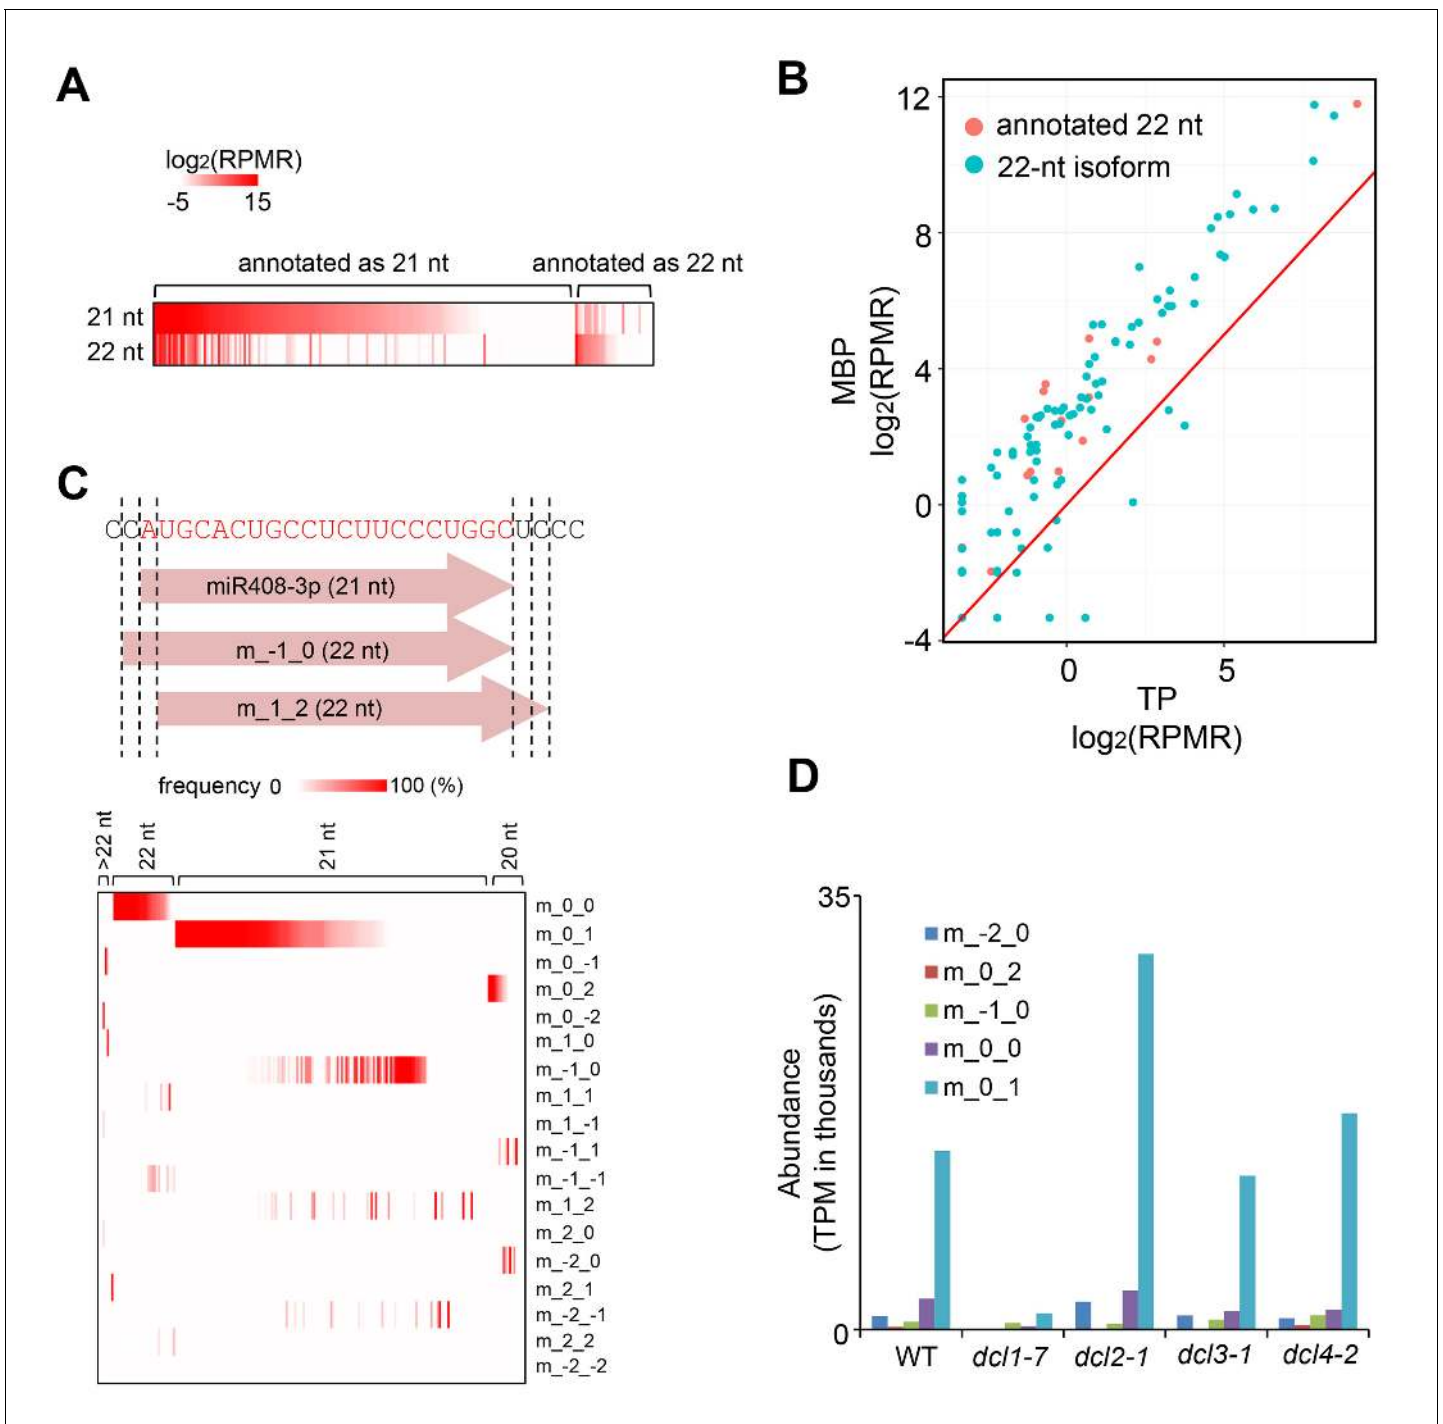 A
log2(RPMR)
-5 15
annotated as 21 nt
annotated as 22 nt
21 nt
22 nt
B
12
8
4
0
-4
MBP
log2(RPMR)
annotated 22 nt
22-nt isoform
0 5
TP
log2(RPMR)
C
CCAUGCACUGCCUCUUCCCUGGCUCCC
miR408-3p (21 nt)
m_-1_0 (22 nt)
m_1_2 (22 nt)
frequency 0 100 (%)
>22 nt
22 nt
21 nt
20 nt
m_0_0
m_0_1
m_0_-1
m_0_2
m_0_-2
m_1_0
m_-1_0
m_1_1
m_1_-1
m_-1_1
m_-1_-1
m_1_2
m_2_0
m_-2_0
m_2_1
m_-2_-1
m_2_2
m_-2_-2
D
35
0
Abundance
(TPM in thousands)
m_-2_0
m_0_2
m_-1_0
m_0_0
m_0_1
WT dcl1-7 dcl2-1 dcl3-1 dcl4-2